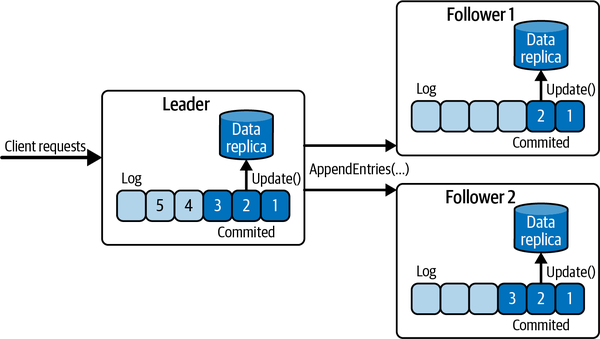 Client requests
Leader
Data
replica
Log
Update()
5 4 3 2 1
Commited
AppendEntries(...)
Follower 1
Data
replica
Log
Update()
2 1
Commited
Follower 2
Data
replica
Log
Update()
3 2 1
Commited